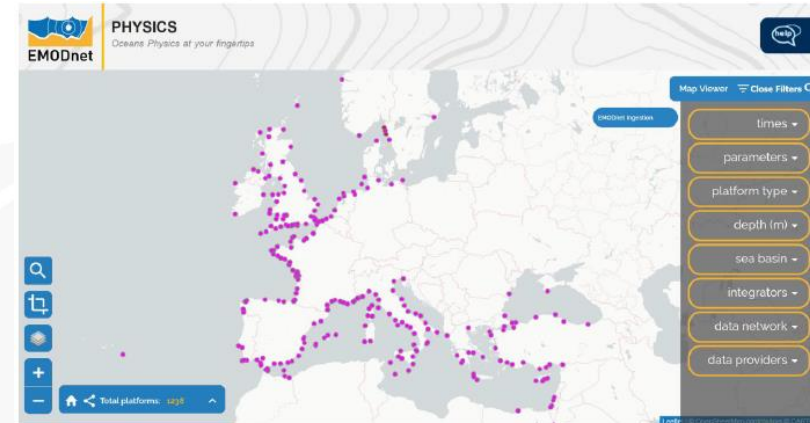 PHYSICS
Oceans Physics at your fingertips
EMODnet
help
Map Viewer Close Filters
EMODnet Ingestion
times
parameters
platform type
depth (m)
sea basin
integrators
data network
data providers
Total platforms: 1238